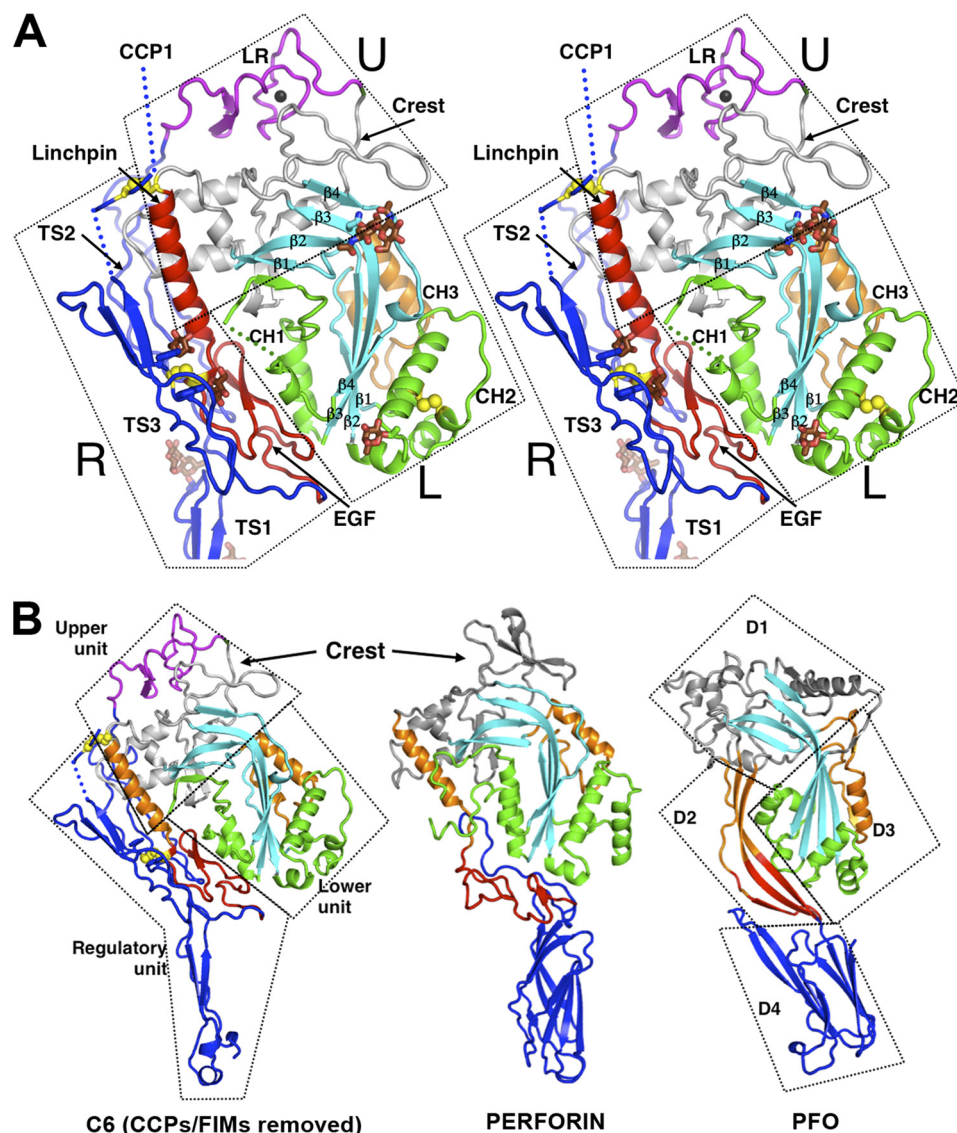 A
CCP1
LR
U
Crest
Linchpin
β4
β3
TS2
β2
β1
CH3
CH1
β4
β1
CH2
β3
β2
TS3
R
L
EGF
TS1
CCP1
LR
U
Crest
Linchpin
β4
β3
TS2
β2
β1
CH3
CH1
β4
β1
CH2
β3
β2
TS3
R
L
EGF
TS1
B
Upper
unit
Crest
D1
D2
D3
Lower
unit
Regulatory
unit
D4
C6 (CCPs/FIMs removed)
PERFORIN
PFO